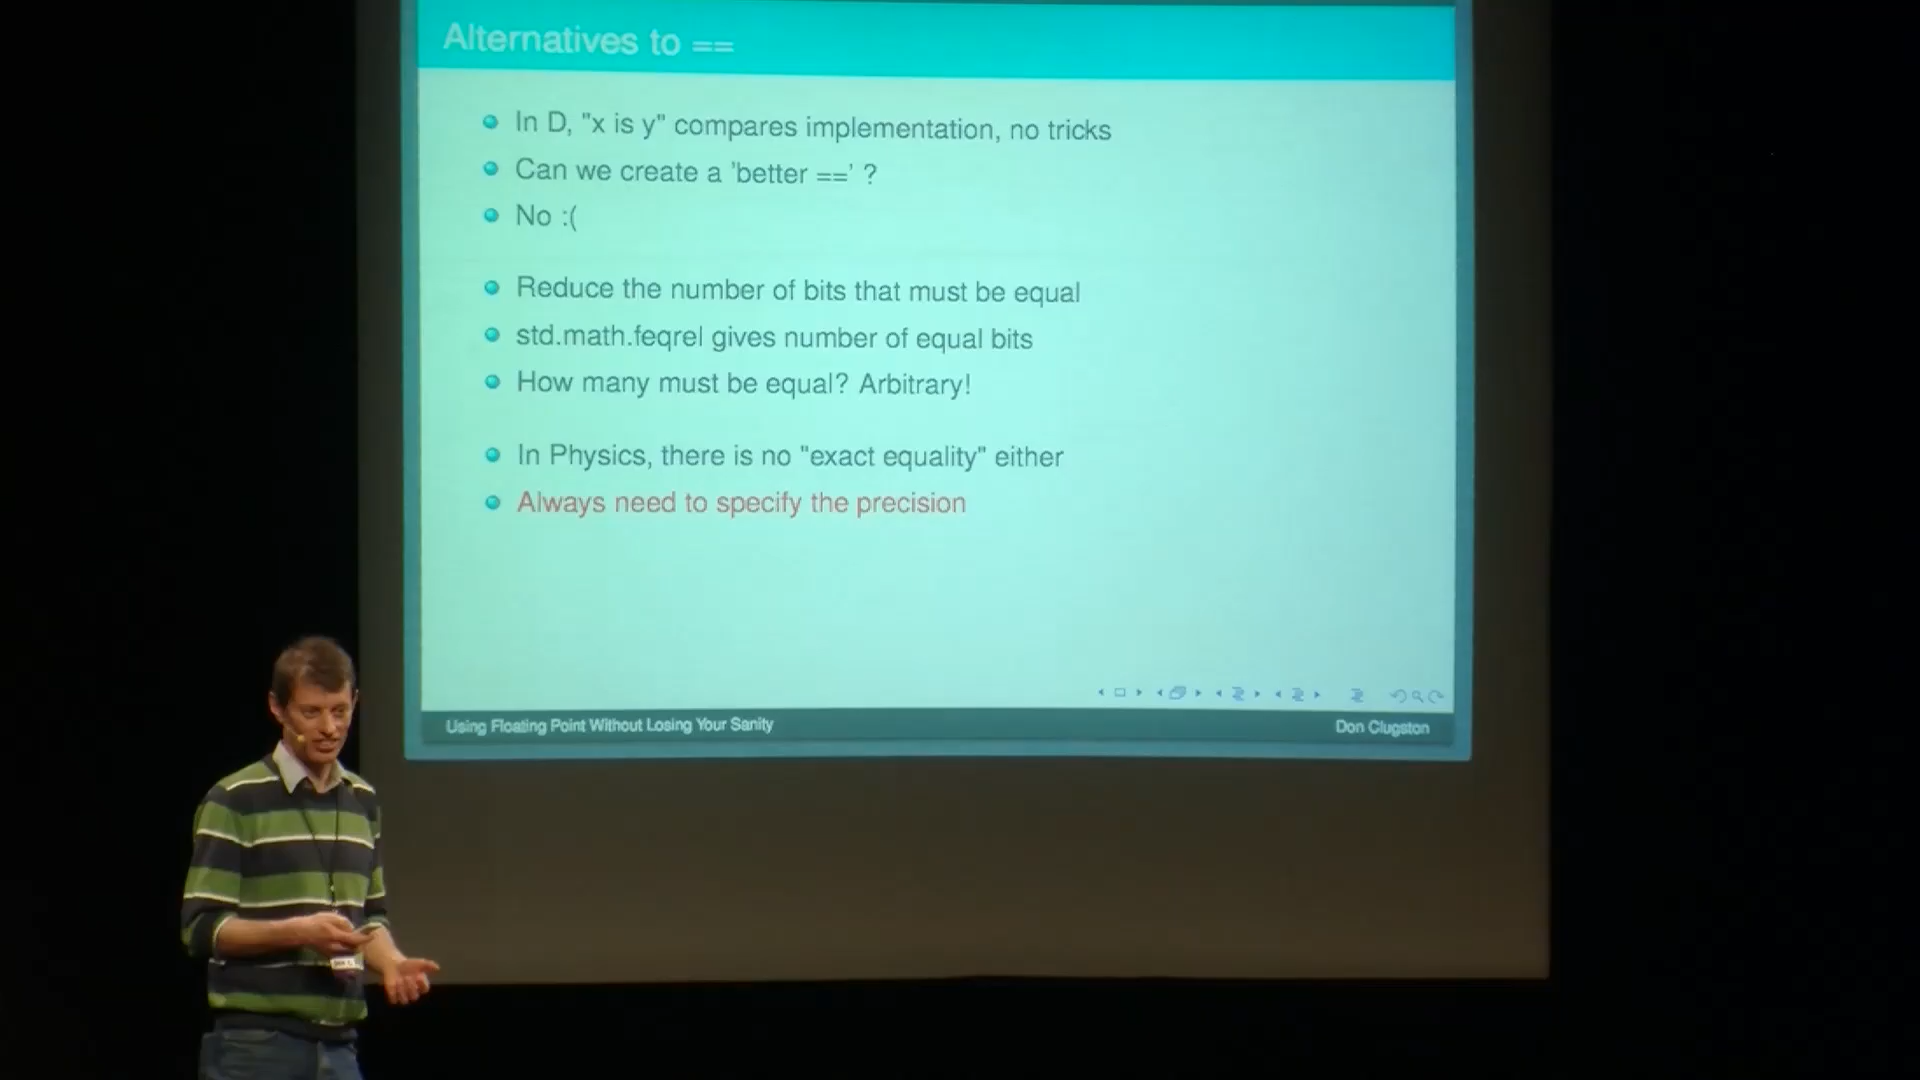 Alternatives to ==
In D, "x is y" compares implementation, no tricks
Can we create a 'better ==' ?
No :(
Reduce the number of bits that must be equal
std.math.feqrel gives number of equal bits
How many must be equal? Arbitrary!
In Physics, there is no "exact equality" either
Always need to specify the precision
Using Floating Point Without Losing Your Sanity
Don Clugston